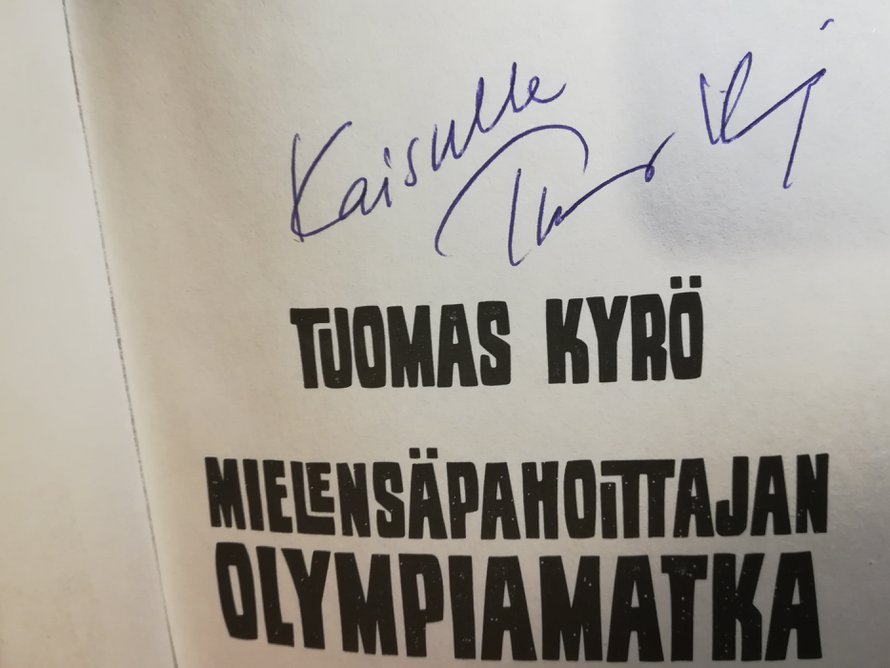 Kaisulle
TUOMAS KYRÖ
MIELENSÄPAHOITTAJAN
OLYMPIAMATKA